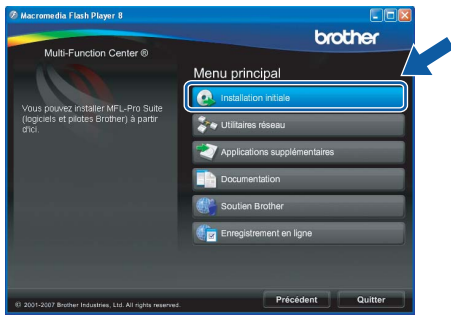 Macromedia Flash Player 8
brother
Multi-Function Center ®
Menu principal
Installation initiale
Vous pouvez installer MFL-Pro Suite
(logiciels et pilotes Brother) à partir
d'ici.
Utilitaires réseau
Applications supplémentaires
Documentation
Soutien Brother
Enregistrement en ligne
Précédent
Quitter
© 2001-2007 Brother Industries, Ltd. All rights reserved.